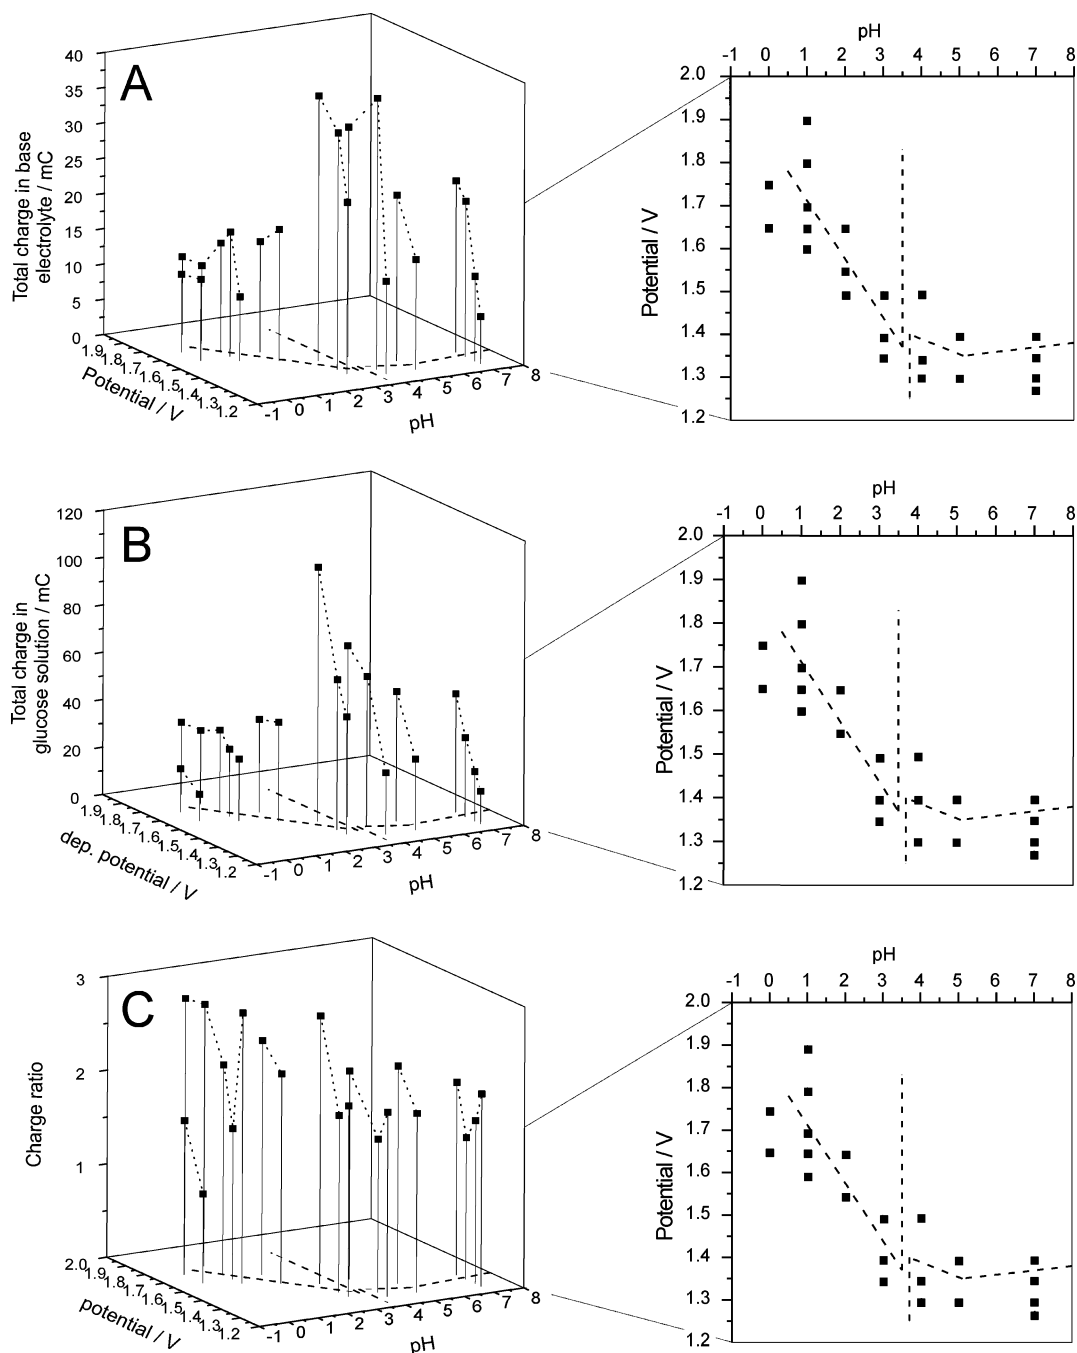 A
Total charge in base
electrolyte / mC
40
35
30
25
20
15
10
5
0
1.9
1.8
1.7
1.6
1.5
1.4
1.3
1.2
Potential / V
-1 0 1 2 3 4 5 6 7 8
pH
pH
-1 0 1 2 3 4 5 6 7 8
2.0
1.9
1.8
1.7
1.6
1.5
1.4
1.3
1.2
Potential / V
B
Total charge in
glucose solution / mC
120
100
80
60
40
20
0
1.9
1.8
1.7
1.6
1.5
1.4
1.3
1.2
dep. potential / V
-1 0 1 2 3 4 5 6 7 8
pH
pH
-1 0 1 2 3 4 5 6 7 8
2.0
1.9
1.8
1.7
1.6
1.5
1.4
1.3
1.2
Potential / V
C
Charge ratio
3
2
1
2.0
1.9
1.8
1.7
1.6
1.5
1.4
1.3
1.2
potential / V
-1 0 1 2 3 4 5 6 7 8
pH
pH
-1 0 1 2 3 4 5 6 7 8
2.0
1.9
1.8
1.7
1.6
1.5
1.4
1.3
1.2
Potential / V